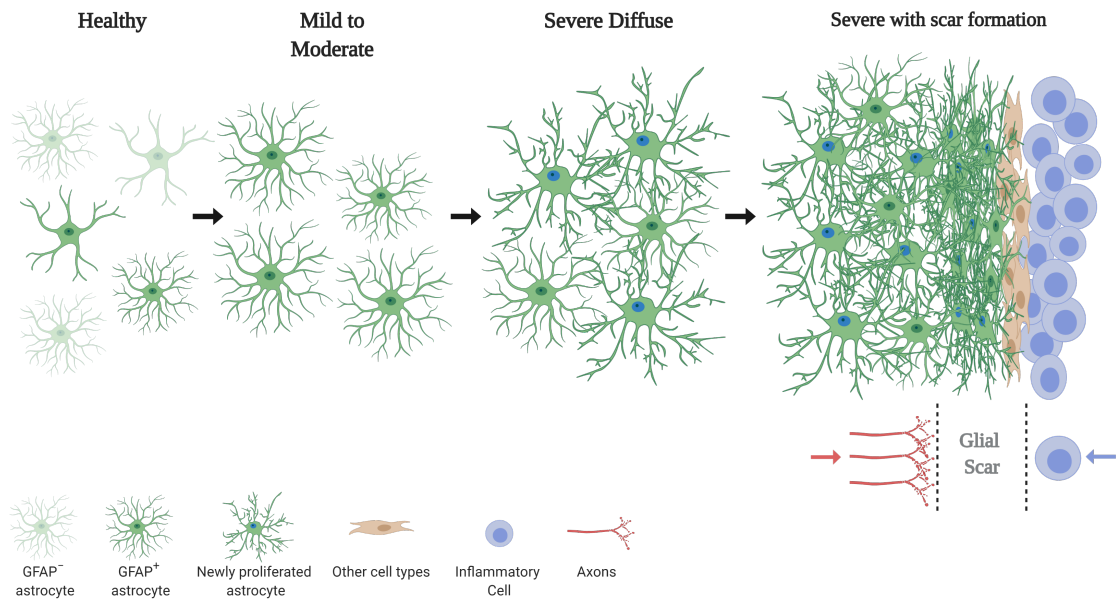 Healthy
Mild to
Moderate
Severe Diffuse
Severe with scar formation
Glial
Scar
GFAP⁻
astrocyte
GFAP⁺
astrocyte
Newly proliferated
astrocyte
Other cell types
Inflammatory
Cell
Axons